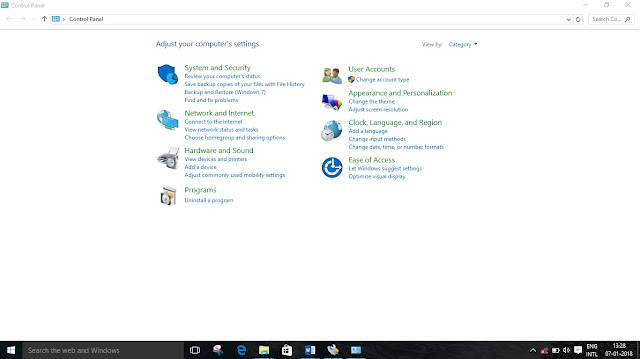 Control Panel
Control Panel
Search Co...
Adjust your computer's settings
View by: Category
System and Security
Review your computer's status
Save backup copies of your files with File History
Backup and Restore (Windows 7)
Find and fix problems
Network and Internet
Connect to the Internet
View network status and tasks
Choose homegroup and sharing options
Hardware and Sound
View devices and printers
Add a device
Adjust commonly used mobility settings
Programs
Uninstall a program
User Accounts
Change account type
Appearance and Personalization
Change the theme
Adjust screen resolution
Clock, Language, and Region
Add a language
Change input methods
Change date, time, or number formats
Ease of Access
Let Windows suggest settings
Optimize visual display
Search the web and Windows
ENG
INTL
13:28
07-01-2018